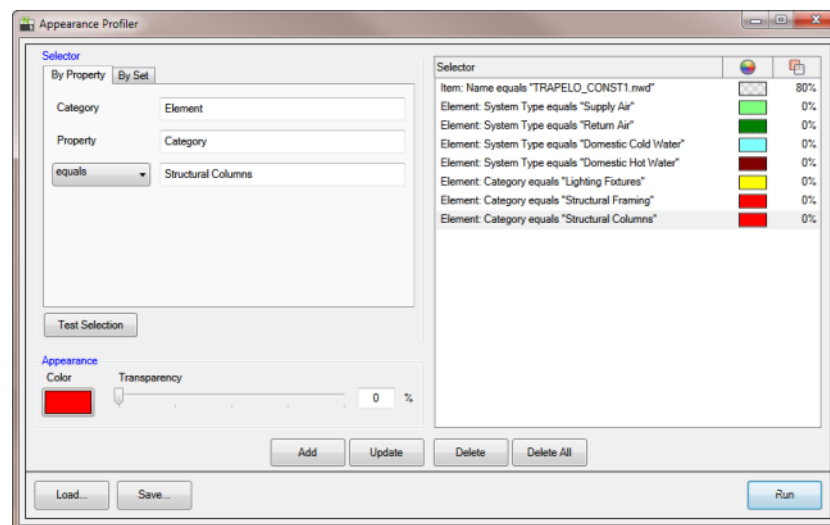 Appearance Profiler
Selector
By Property By Set
Category Element
Property Category
equals Structural Columns
Test Selection
Appearance
Color Transparency
0 %
Selector
Item: Name equals "TRAPELO_CONST1.nwd" 80%
Element: System Type equals "Supply Air" 0%
Element: System Type equals "Return Air" 0%
Element: System Type equals "Domestic Cold Water" 0%
Element: System Type equals "Domestic Hot Water" 0%
Element: Category equals "Lighting Fixtures" 0%
Element: Category equals "Structural Framing" 0%
Element: Category equals "Structural Columns" 0%
Add Update Delete Delete All
Load... Save... Run